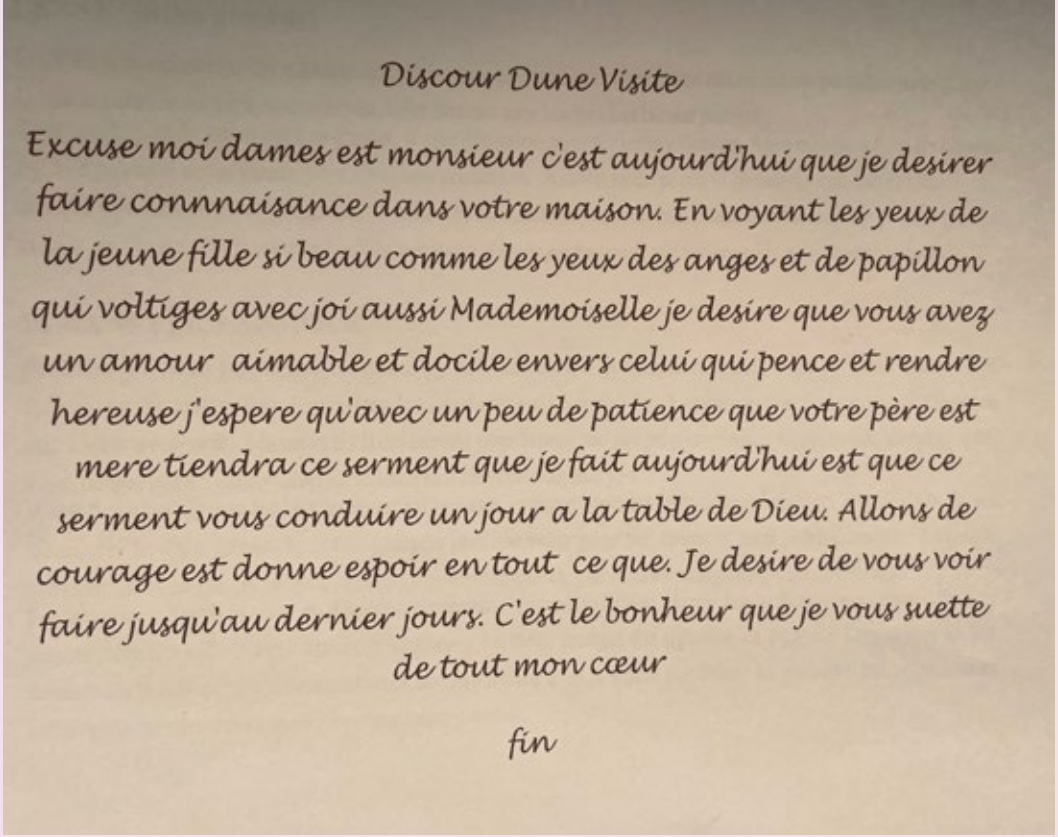 Discour Dune Visite
Excuse moi dames est monsieur c'est aujourd'hui que je desirer
faire connnaisance dans votre maison. En voyant les yeux de
la jeune fille si beau comme les yeux des anges et de papillon
qui voltiges avec joi aussi Mademoiselle je desire que vous avez
un amour aimable et docile envers celui qui pence et rendre
hereuse j'espere qu'avec un peu de patience que votre père est
mere tiendra ce serment que je fait aujourd'hui est que ce
serment vous conduire un jour a la table de Dieu. Allons de
courage est donne espoir en tout ce que. Je desire de vous voir
faire jusqu'au dernier jours. C'est le bonheur que je vous suette
de tout mon cœur
fin